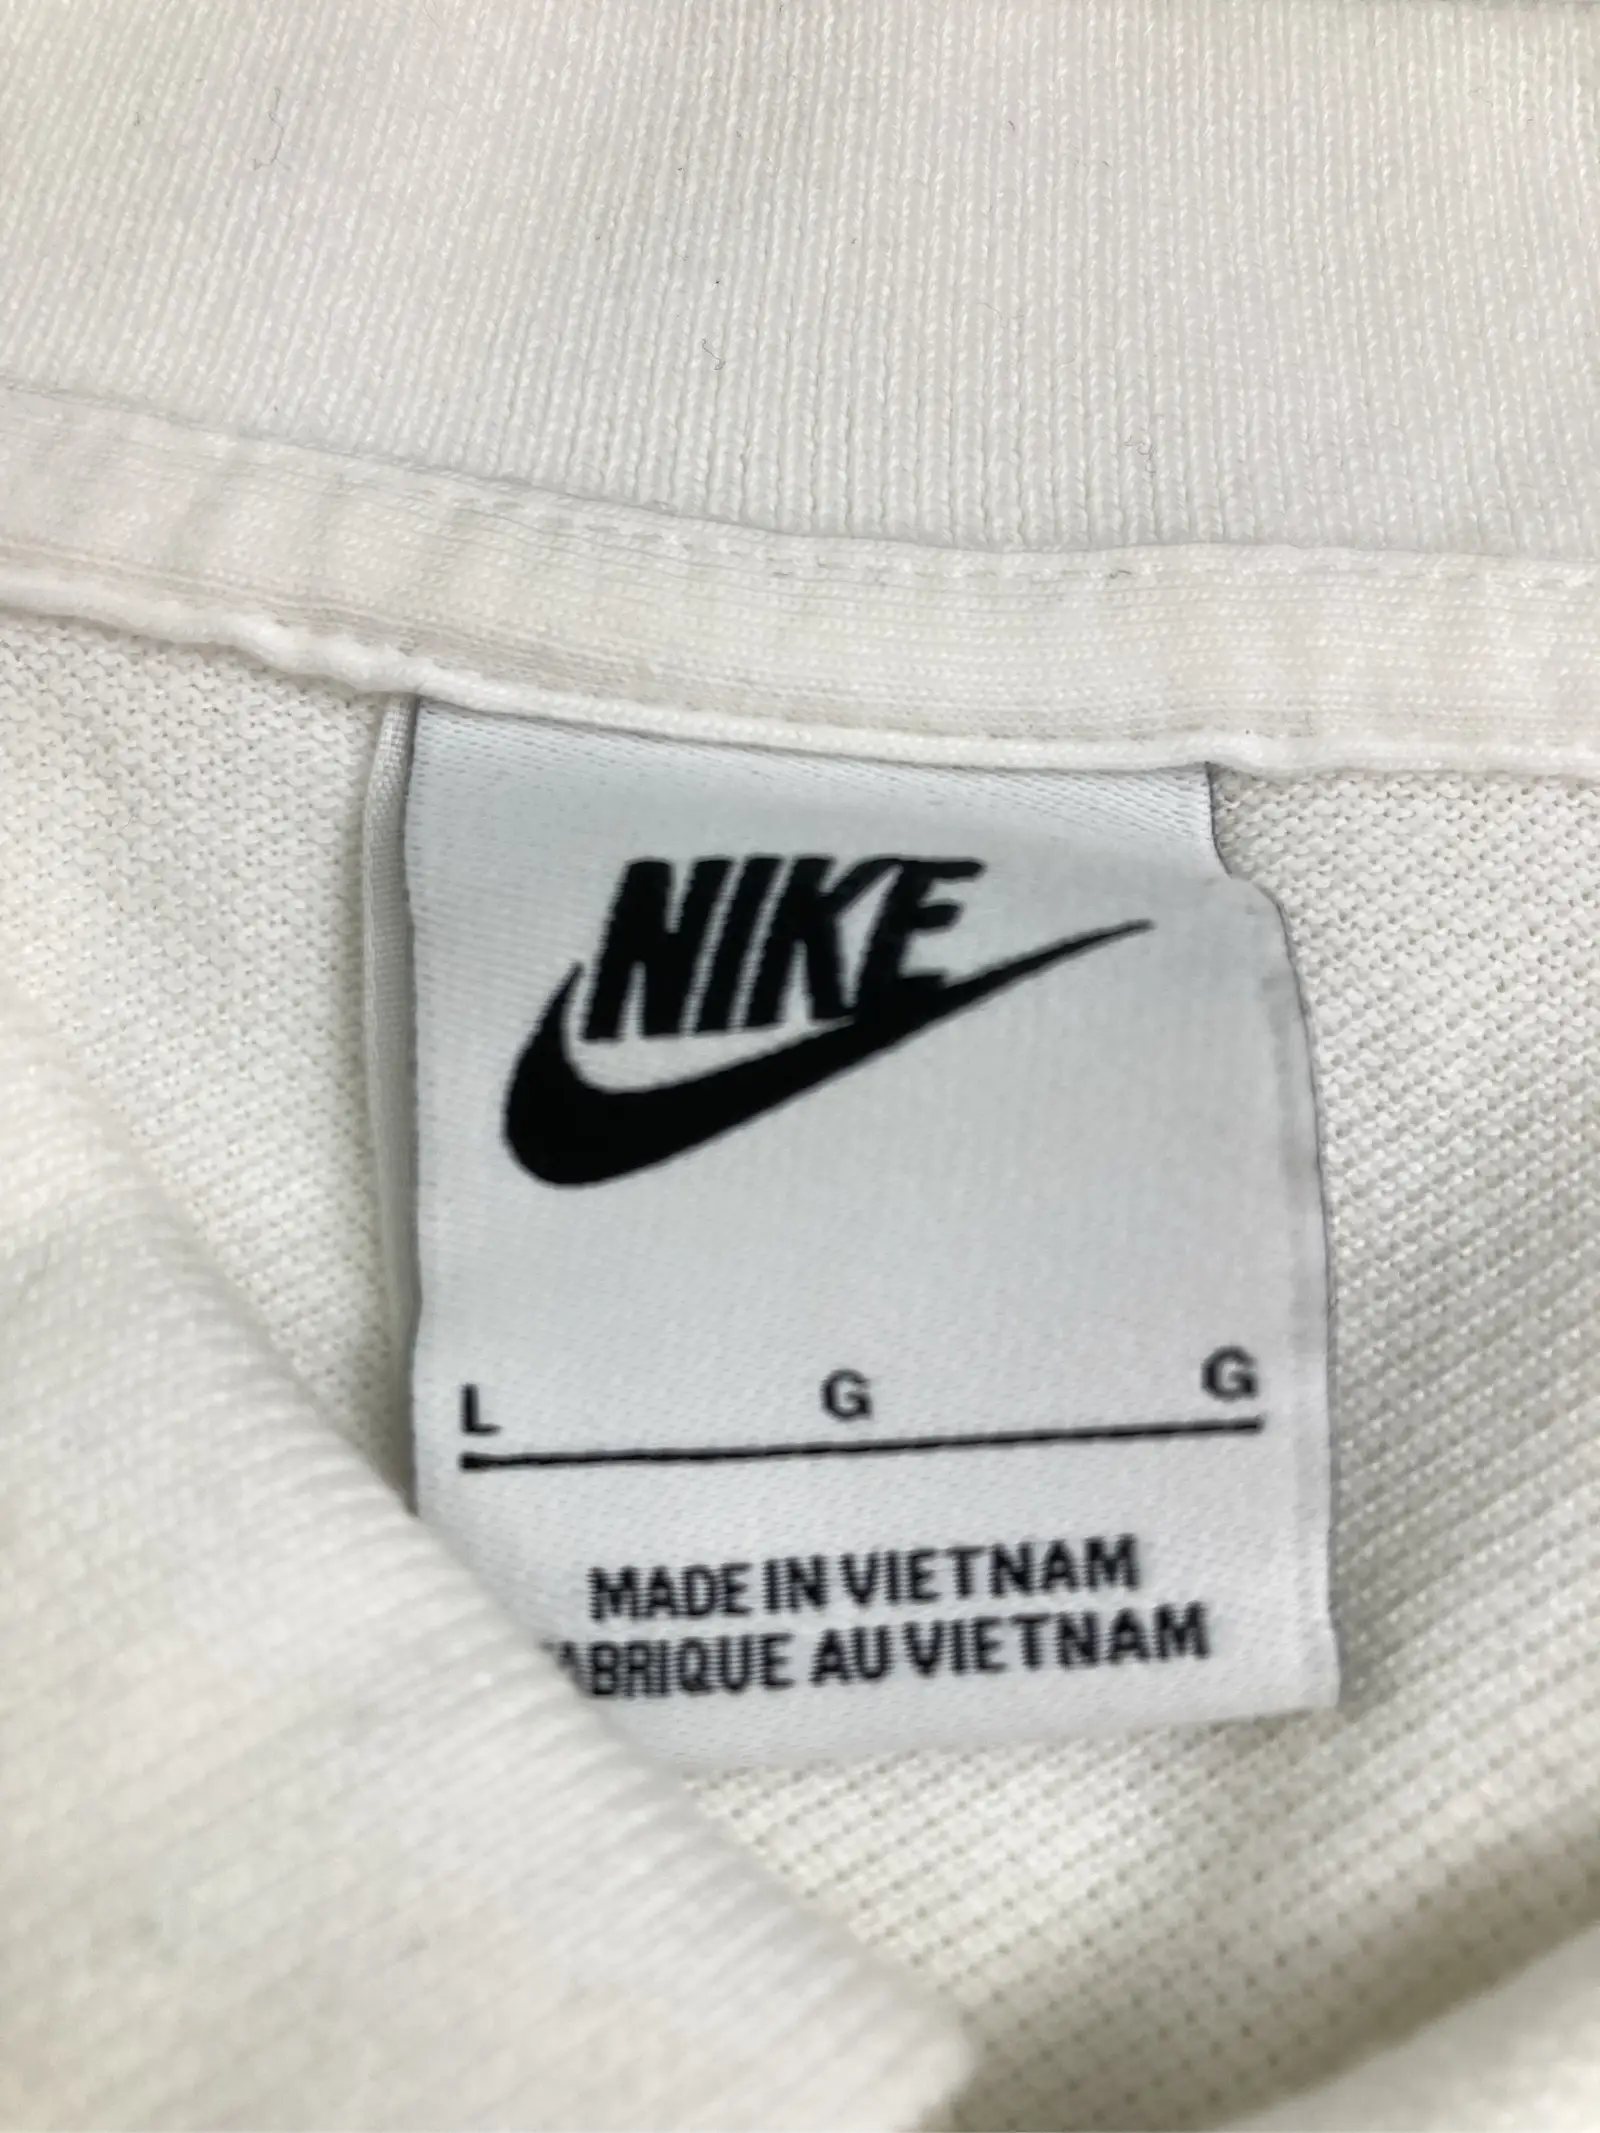 NIKE
L G G
MADE IN VIETNAM
ABRIQUE AU VIETNAM